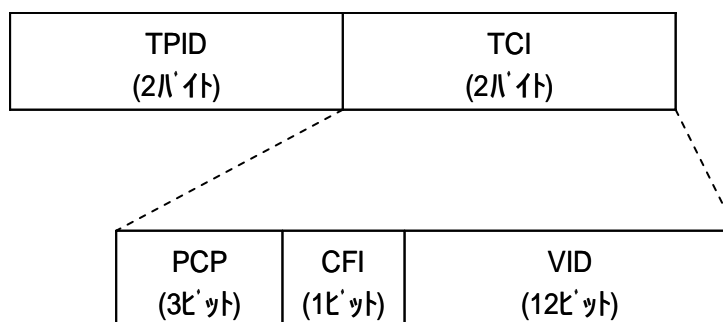 TPID
(2バイト)
TCI
(2バイト)
PCP
(3ビット)
CFI
(1ビット)
VID
(12ビット)